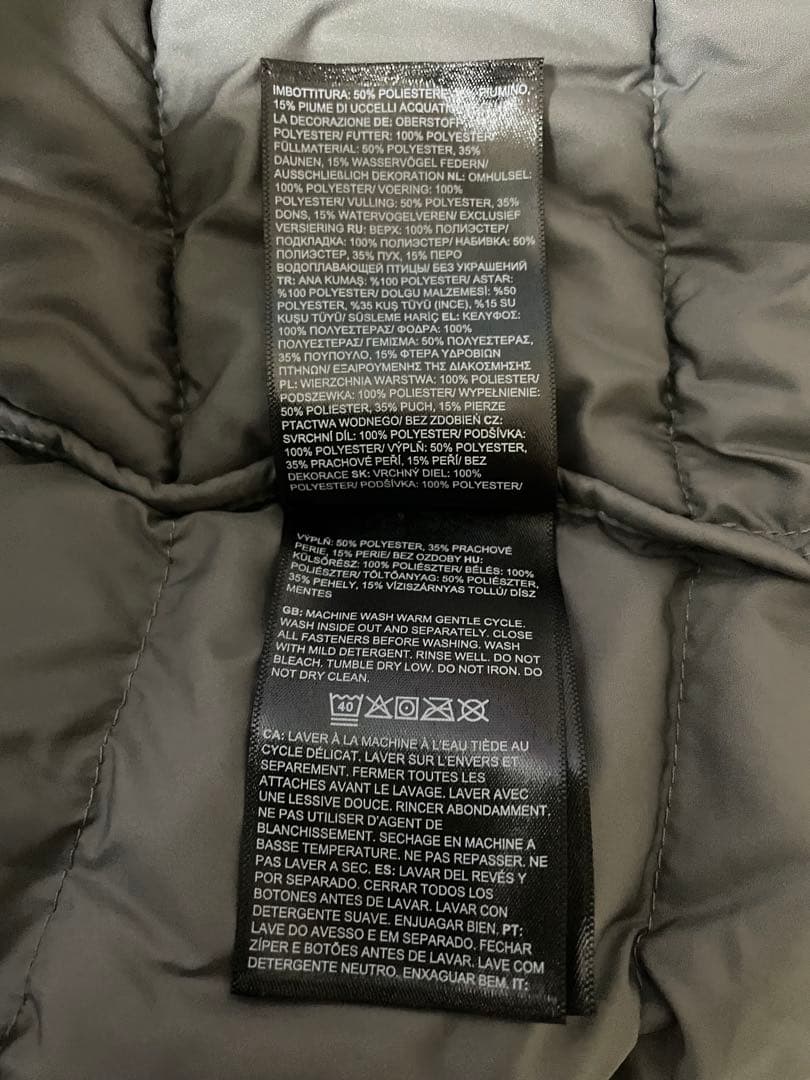 IMBOTTITURA: 50% POLIESTERE, PIUMINO,
15% PIUME DI UCCELLI ACQUATICI
LA DECORAZIONE DE: OBERSTOFF
POLYESTER/ FUTTER: 100% POLYESTER/
FÜLLMATERIAL: 50% POLYESTER, 35%
DAUNEN, 15% WASSERVÖGEL FEDERN/
AUSSCHLIEßLICH DEKORATION NL: OMHULSEL:
100% POLYESTER/ VOERING: 100%
POLYESTER/ VULLING: 50% POLYESTER, 35%
DONS, 15% WATERVOGELVEREN/ EXCLUSIEF
VERSIERING RU: ВЕРХ: 100% ПОЛИЭСТЕР/
ПОДКЛАДКА: 100% ПОЛИЭСТЕР/ НАБИВКА: 50%
ПОЛИЭСТЕР, 35% ПУХ, 15% ПЕРО
ВОДОПЛАВАЮЩЕЙ ПТИЦЫ/ БЕЗ УКРАШЕНИЙ
TR: ANA KUMAŞ: %100 POLYESTER/ ASTAR:
%100 POLYESTER/ DOLGU MALZEMESİ: %50
POLYESTER, %35 KUŞ TÜYÜ (INCE), %15 SU
KUŞU TÜYÜ/ SÜSLEME HARİÇ EL: ΚΕΛΥΦΟΣ:
100% ΠΟΛΥΕΣΤΕΡΑΣ/ ΦΟΔΡΑ: 100%
ΠΟΛΥΕΣΤΕΡΑΣ/ ΓΕΜΙΣΜΑ: 50% ΠΟΛΥΕΣΤΕΡΑΣ,
35% ΠΟΥΠΟΥΛΟ, 15% ΦΤΕΡΑ ΥΔΡΟΒΙΩΝ
ΠΤΗΝΩΝ/ ΕΞΑΙΡΟΥΜΕΝΗΣ ΤΗΣ ΔΙΑΚΟΣΜΗΣΗΣ
PL: WIERZCHNIA WARSTWA: 100% POLIESTER/
PODSZEWKA: 100% POLIESTER/ WYPEŁNIENIE:
50% POLIESTER, 35% PUCH, 15% PIERZE
PTACTWA WODNEGO/ BEZ ZDOBIEŃ CZ:
SVRCHNÍ DÍL: 100% POLYESTER/ PODŠÍVKA:
100% POLYESTER/ VÝPLŇ: 50% POLYESTER,
35% PRACHOVÉ PEŘÍ, 15% PEŘÍ/ BEZ
DEKORACE SK: VRCHNÝ DIEL: 100%
POLYESTER/ PODŠÍVKA: 100% POLYESTER/
VÝPLŇ: 50% POLYESTER, 35% PRACHOVÉ
PERIE, 15% PERIE/ BEZ OZDOBY HU:
KÜLSŐRÉSZ: 100% POLIÉSZTER/ BÉLÉS: 100%
POLIÉSZTER/ TÖLTŐANYAG: 50% POLIÉSZTER,
35% PEHELY, 15% VÍZISZÁRNYAS TOLLÚ/ DÍSZ
MENTES
GB: MACHINE WASH WARM GENTLE CYCLE.
WASH INSIDE OUT AND SEPARATELY. CLOSE
ALL FASTENERS BEFORE WASHING. WASH
WITH MILD DETERGENT. RINSE WELL. DO NOT
BLEACH. TUMBLE DRY LOW. DO NOT IRON. DO
NOT DRY CLEAN.
40
CA: LAVER À LA MACHINE À L'EAU TIÈDE AU
CYCLE DÉLICAT. LAVER SUR L'ENVERS ET
SEPAREMENT. FERMER TOUTES LES
ATTACHES AVANT LE LAVAGE. LAVER AVEC
UNE LESSIVE DOUCE. RINCER ABONDAMMENT.
NE PAS UTILISER D'AGENT DE
BLANCHISSEMENT. SECHAGE EN MACHINE A
BASSE TEMPERATURE. NE PAS REPASSER. NE
PAS LAVER A SEC. ES: LAVAR DEL REVÉS Y
POR SEPARADO. CERRAR TODOS LOS
BOTONES ANTES DE LAVAR. LAVAR CON
DETERGENTE SUAVE. ENJUAGAR BIEN. PT:
LAVE DO AVESSO E EM SEPARADO. FECHAR
ZÍPER E BOTÕES ANTES DE LAVAR. LAVE COM
DETERGENTE NEUTRO. ENXAGUAR BEM. IT: